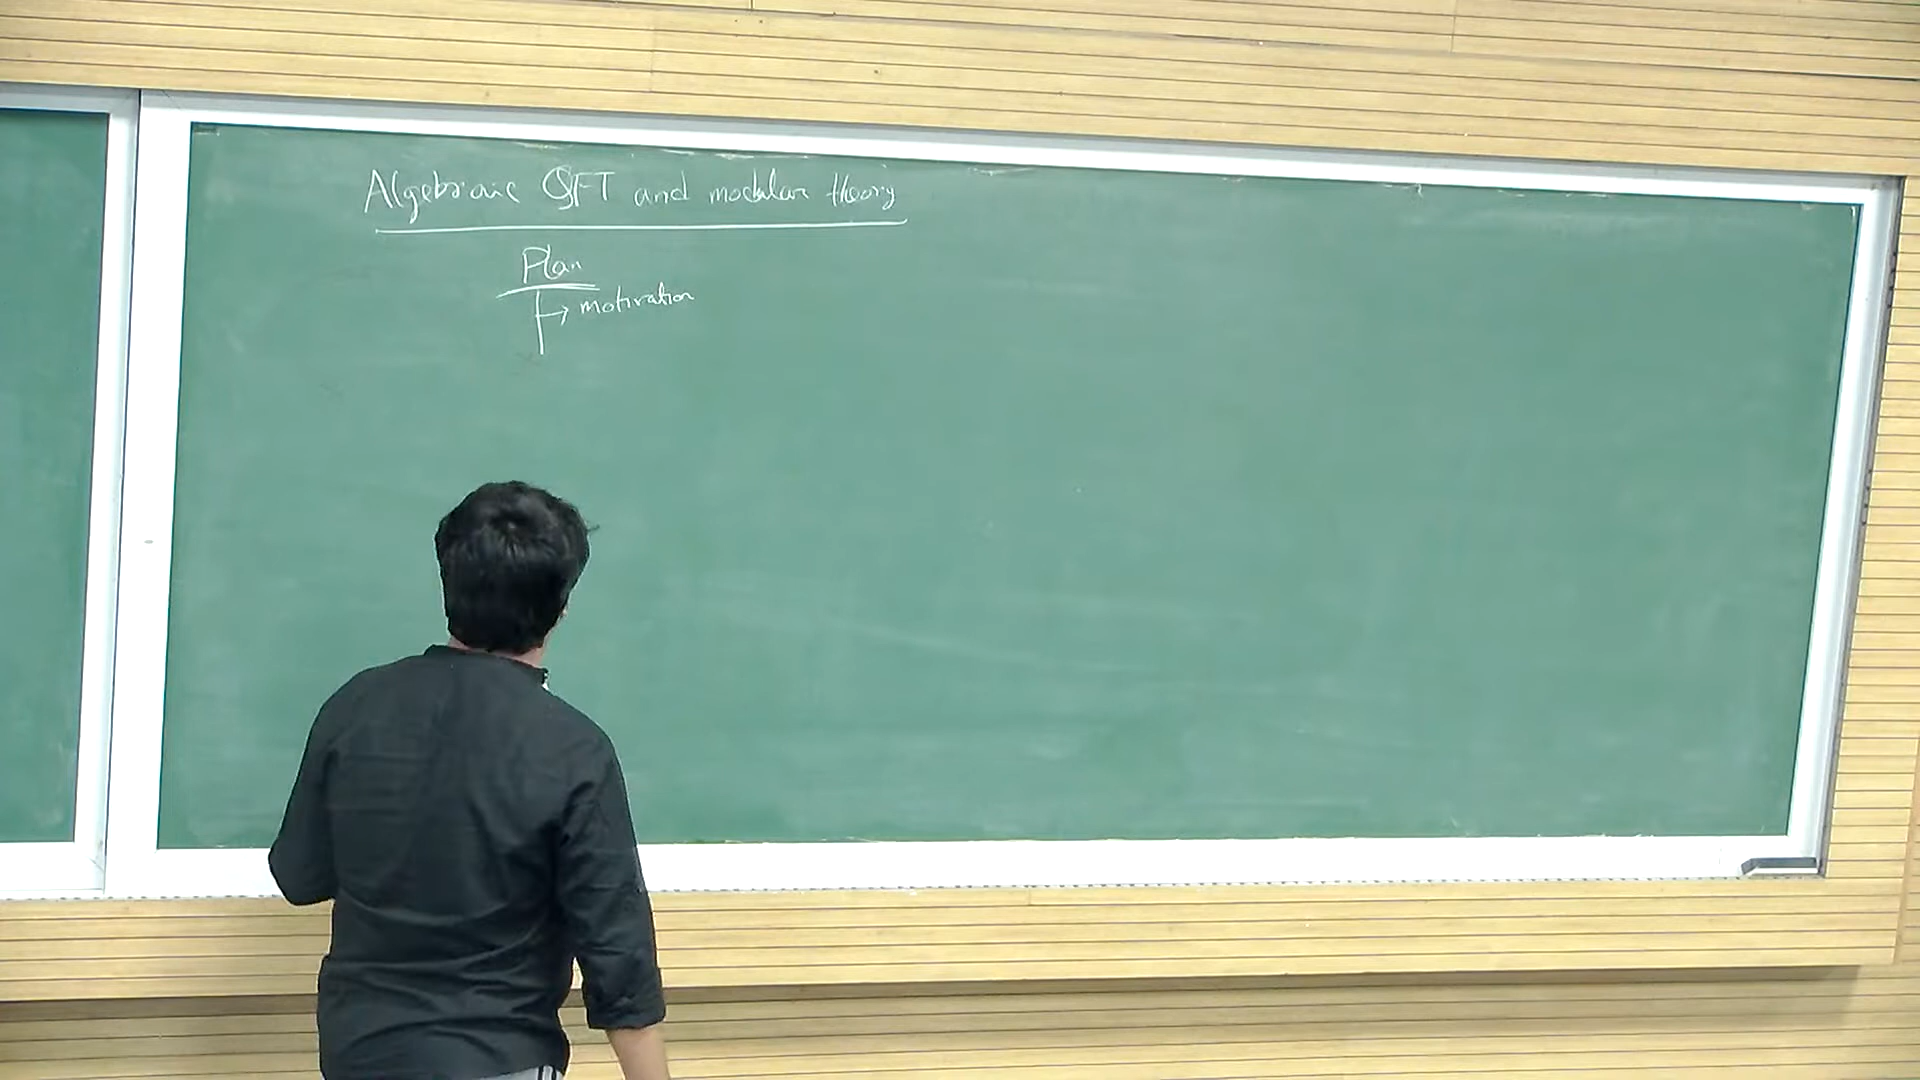 Algebraic QFT and modular theory
Plan
→ motivation